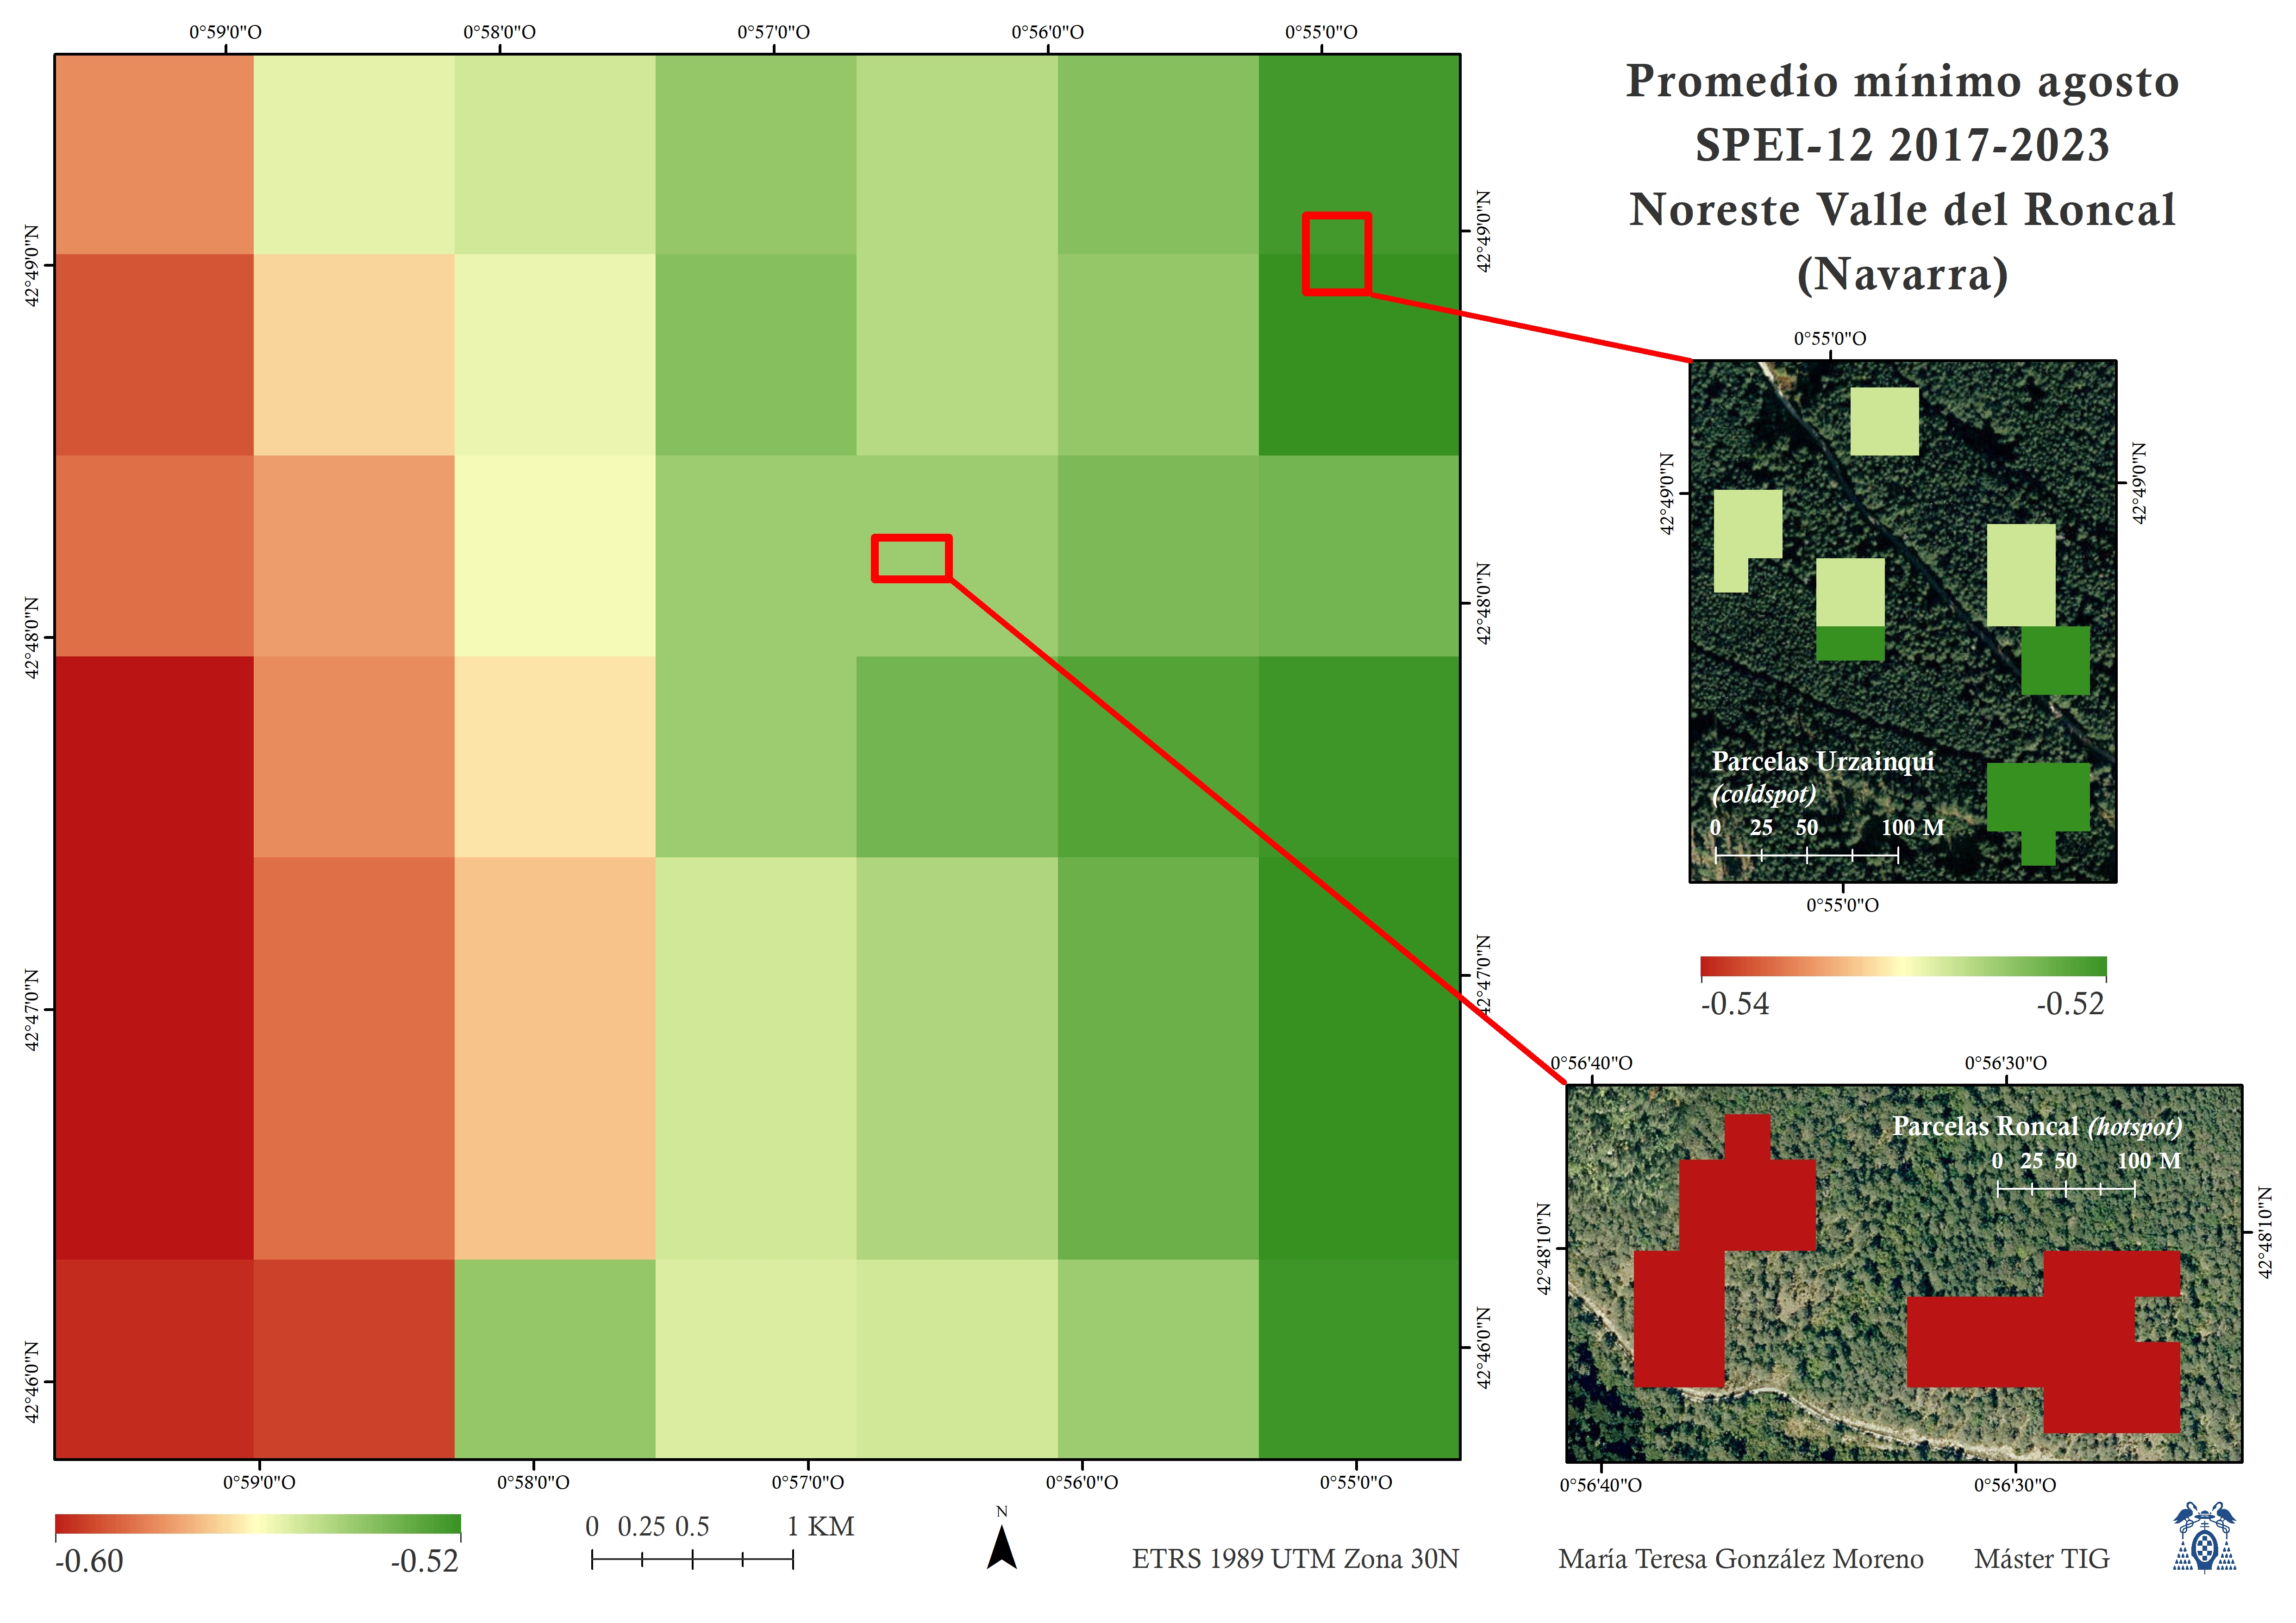 0°59'0"O
0°58'0"O
0°57'0"O
0°56'0"O
0°55'0"O
42°49'0"N
42°48'0"N
42°47'0"N
42°46'0"N
42°49'0"N
42°48'0"N
42°47'0"N
42°46'0"N
0°59'0"O
0°58'0"O
0°57'0"O
0°56'0"O
0°55'0"O
Promedio mínimo agosto
SPEI-12 2017-2023
Noreste Valle del Roncal
(Navarra)
0°55'0"O
42°49'0"N
42°49'0"N
Parcelas Urzainqui
(coldspot)
0 25 50 100 M
0°55'0"O
-0.54 -0.52
0°56'40"O 0°56'30"O
Parcelas Roncal (hotspot)
0 25 50 100 M
42°48'10"N
42°48'10"N
0°56'40"O 0°56'30"O
-0.60 -0.52
0 0.25 0.5 1 KM
N
ETRS 1989 UTM Zona 30N
María Teresa González Moreno
Máster TIG